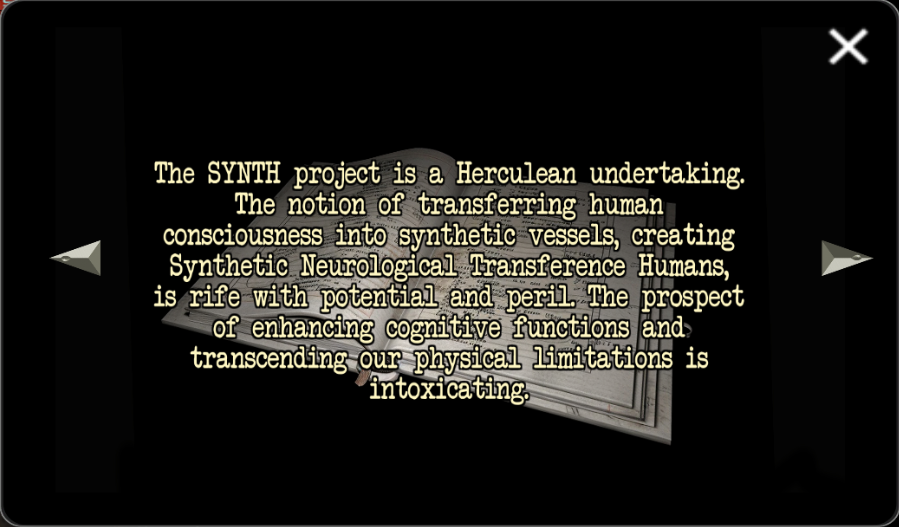 The SYNTH project is a Herculean undertaking.
The notion of transferring human
consciousness into synthetic vessels, creating
Synthetic Neurological Transference Humans,
is rife with potential and peril. The prospect
of enhancing cognitive functions and
transcending our physical limitations is
intoxicating.